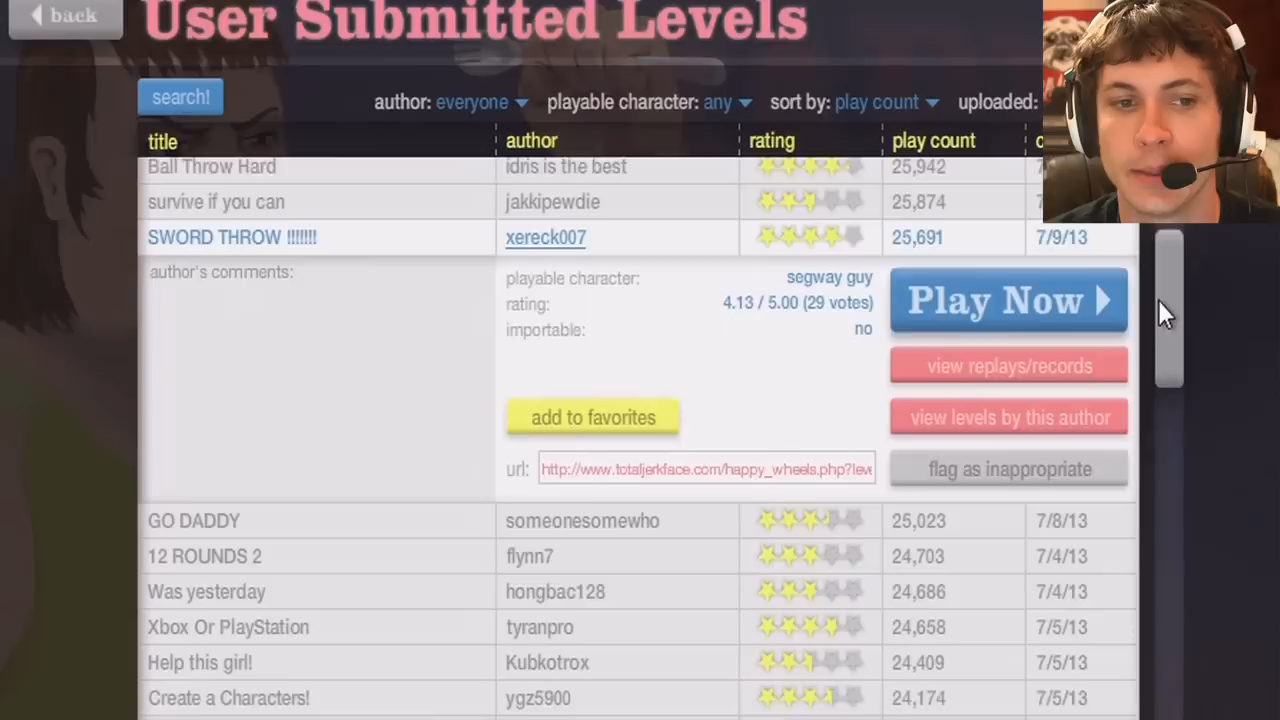 back
User Submitted Levels
search!
author: everyone playable character: any sort by: play count uploaded:
title author rating play count
Ball Throw Hard idris is the best 25,942
survive if you can jakkipewdie 25,874
SWORD THROW !!!!!!! xereck007 25,691 7/9/13
author's comments:
playable character: segway guy
rating: 4.13 / 5.00 (29 votes)
importable: no
Play Now
view replays/records
add to favorites
view levels by this author
url: http://www.totaljerkface.com/happy_wheels.php?leve
flag as inappropriate
GO DADDY someonesomewho 25,023 7/8/13
12 ROUNDS 2 flynn7 24,703 7/4/13
Was yesterday hongbac128 24,686 7/4/13
Xbox Or PlayStation tyranpro 24,658 7/5/13
Help this girl! Kubkotrox 24,409 7/5/13
Create a Characters! ygz5900 24,174 7/5/13